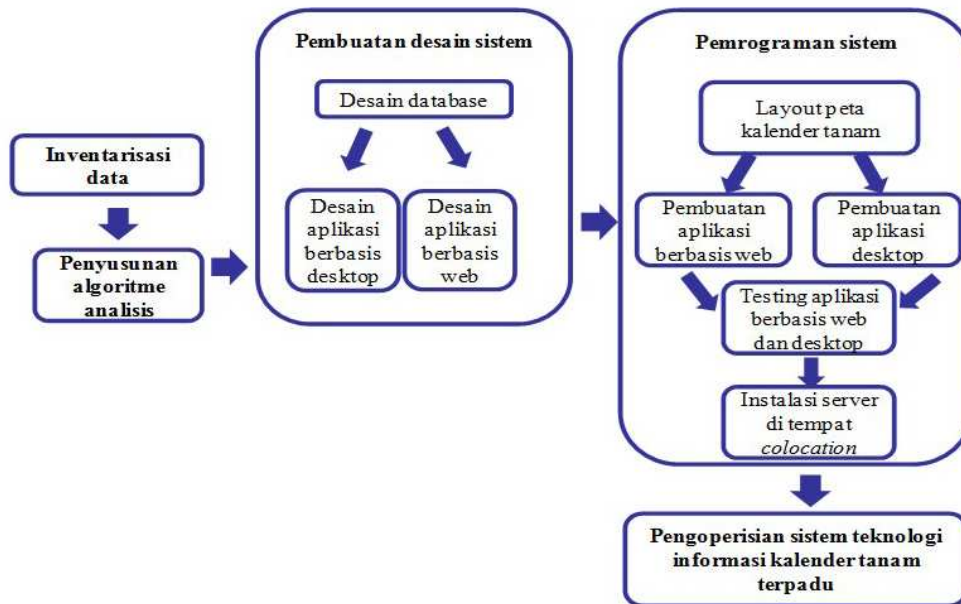 Inventarisasi
data
Penyusunan
algoritme
analisis
Pembuatan desain sistem
Desain database
Desain
aplikasi
berbasis
desktop
Desain
aplikasi
berbasis
web
Pemrograman sistem
Layout peta
kalender tanam
Pembuatan
aplikasi
berbasis web
Pembuatan
aplikasi
desktop
Testing aplikasi
berbasis web
dan desktop
Instalasi server
di tempat
colocation
Pengoperisian sistem teknologi
informasi kalender tanam
terpadu